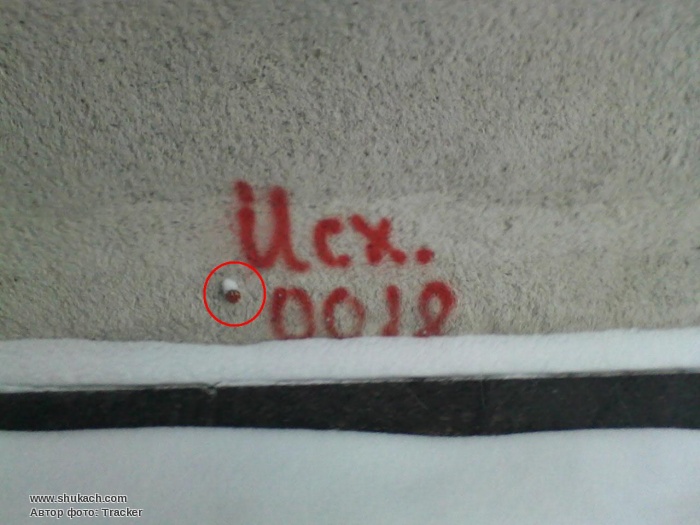 Исх.
0018
www.shukach.com
Автор фото: Tracker